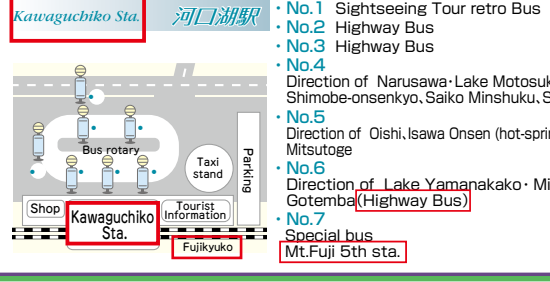 Kawaguchiko Sta. 河口湖駅
Bus rotary
Taxi
stand
Parking
Shop
Kawaguchiko
Sta.
Tourist
Information
Fujikyuko
・No.1 Sightseeing Tour retro Bus
・No.2 Highway Bus
・No.3 Highway Bus
・No.4
Direction of Narusawa・Lake Motosuk
Shimobe-onsenkyo、Saiko Minshuku、S
・No.5
Direction of Oishi、Isawa Onsen (hot-sprin
Mitsutoge
・No.6
Direction of Lake Yamanakako・Mi
Gotemba(Highway Bus)
・No.7
Special bus
Mt.Fuji 5th sta.